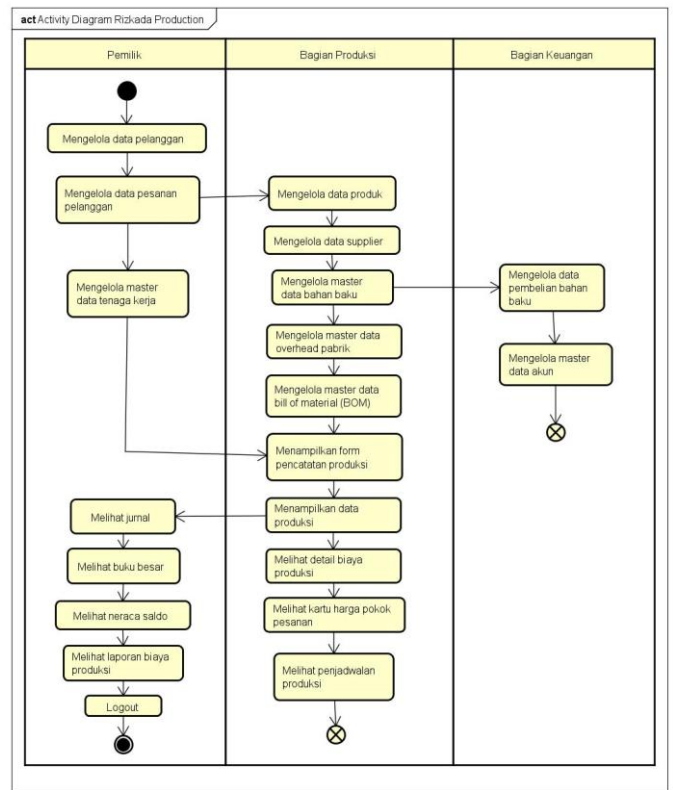 act Activity Diagram Rizkada Production
Pemilik
Bagian Produksi
Bagian Keuangan
Mengelola data pelanggan
Mengelola data pesanan
pelanggan
Mengelola master
data tenaga kerja
Mengelola data produk
Mengelola data supplier
Mengelola master
data bahan baku
Mengelola master data
overhead pabrik
Mengelola master data
bill of material (BOM)
Menampilkan form
pencatatan produksi
Menampilkan data
produksi
Melihat detail biaya
produksi
Melihat kartu harga pokok
pesanan
Melihat penjadwalan
produksi
Mengelola data
pembelian bahan
baku
Mengelola master
data akun
Melihat jurnal
Melihat buku besar
Melihat neraca saldo
Melihat laporan biaya
produksi
Logout